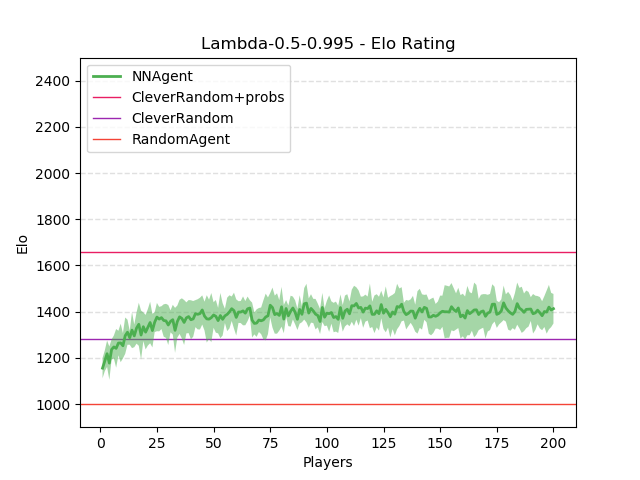 Lambda-0.5-0.995 - Elo Rating
NNAgent
CleverRandom+probs
CleverRandom
RandomAgent
2400
2200
2000
1800
1600
1400
1200
1000
Elo
0 25 50 75 100 125 150 175 200
Players